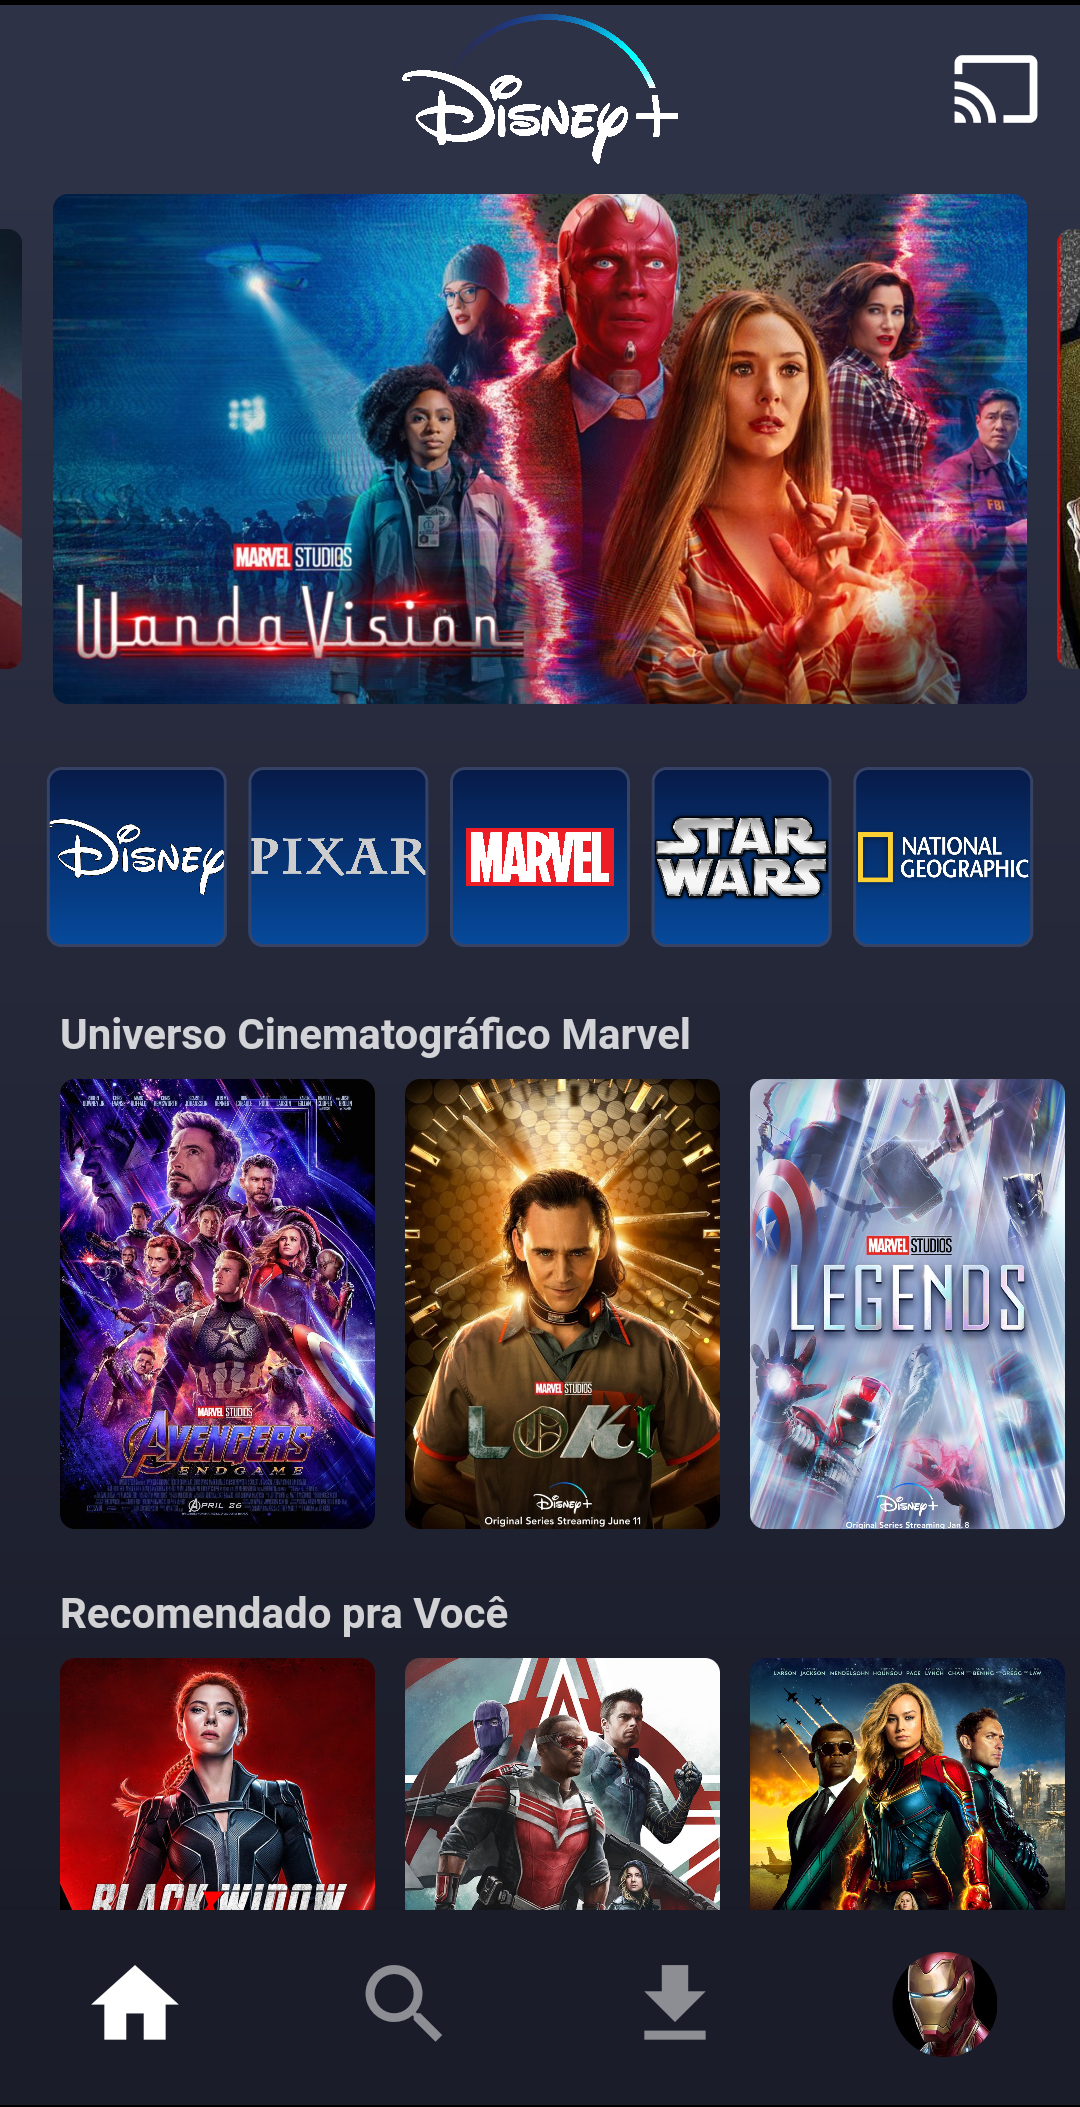 Disney+
FBI
MARVEL STUDIOS
WandaVision
Disney
PIXAR
MARVEL
STAR
WARS
NATIONAL
GEOGRAPHIC
Universo Cinematográfico Marvel
MARVEL STUDIOS
AVENGERS
ENDGAME
APRIL 26
MARVEL STUDIOS
LOKI
Disney+
Original Series Streaming June 11
MARVEL STUDIOS
LEGENDS
Disney+
Original Series Streaming Jan. 8
Recomendado pra Você
LARSON JACKSON MENDELSOHN HOUNSOU PACE LYNCH CHAN BENING GREGG LAW
BLACK WIDOW